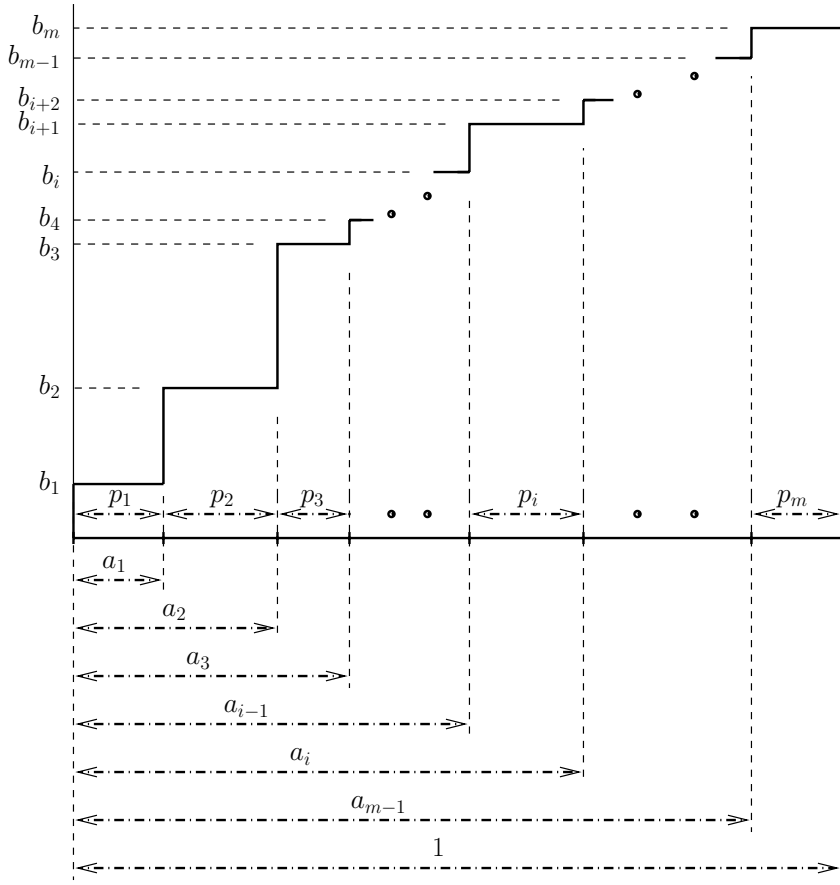 b_m
b_{m−1}
b_{i+2}
b_{i+1}
b_i
b_4
b_3
b_2
b_1
p_1 p_2 p_3 p_i p_m
a_1
a_2
a_3
a_{i−1}
a_i
a_{m−1}
1